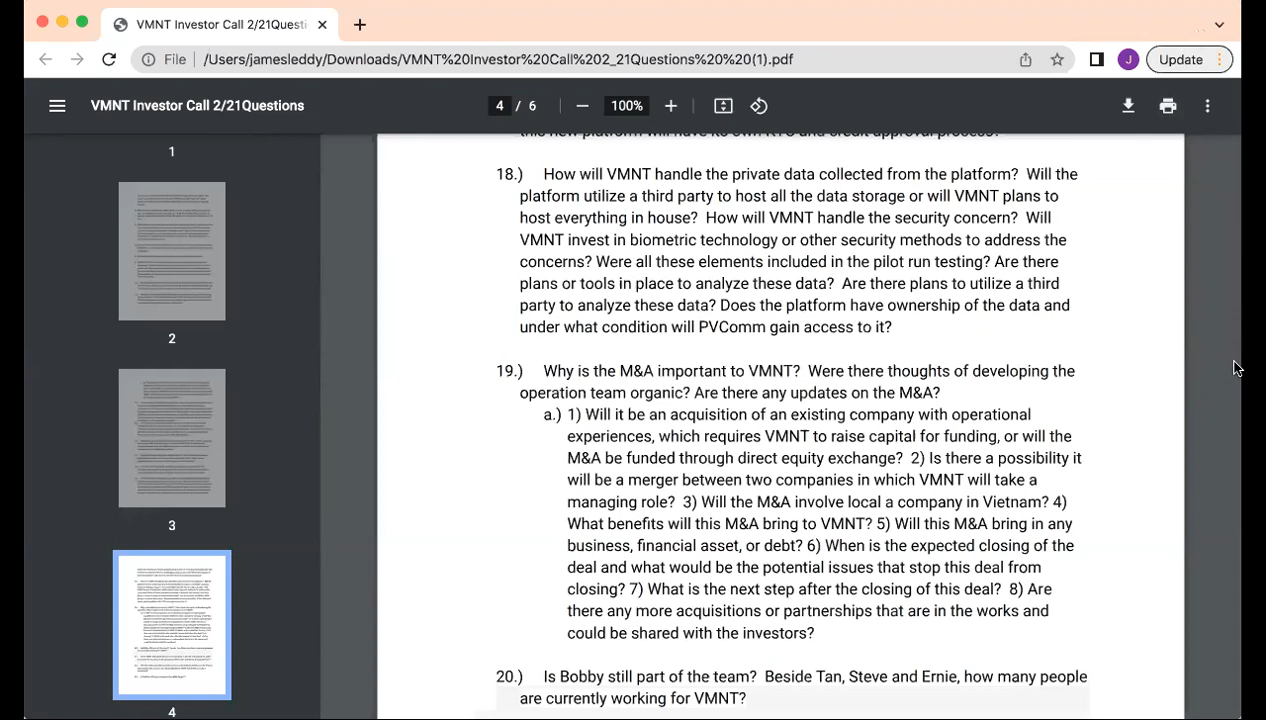 VMNT Investor Call 2/21Questi
File
/Users/jamesleddy/Downloads/VMNT%20Investor%20Call%202_21Questions%20%20(1).pdf
J
Update
VMNT Investor Call 2/21Questions
4 / 6
100%
1
2
3
4
this new platform will have its own KYC and credit approval process?
18.) How will VMNT handle the private data collected from the platform? Will the
platform utilize a third party to host all the data storage or will VMNT plans to
host everything in house? How will VMNT handle the security concern? Will
VMNT invest in biometric technology or other security methods to address the
concerns? Were all these elements included in the pilot run testing? Are there
plans or tools in place to analyze these data? Are there plans to utilize a third
party to analyze these data? Does the platform have ownership of the data and
under what condition will PVComm gain access to it?
19.) Why is the M&A important to VMNT? Were there thoughts of developing the
operation team organic? Are there any updates on the M&A?
a.) 1) Will it be an acquisition of an existing company with operational
experiences, which requires VMNT to raise capital for funding, or will the
M&A be funded through direct equity exchange? 2) Is there a possibility it
will be a merger between two companies in which VMNT will take a
managing role? 3) Will the M&A involve local a company in Vietnam? 4)
What benefits will this M&A bring to VMNT? 5) Will this M&A bring in any
business, financial asset, or debt? 6) When is the expected closing of the
deal and what would be the potential issues that stop this deal from
closing? 7) What is the next step after the closing of this deal? 8) Are
there any more acquisitions or partnerships that are in the works and
could be shared with the investors?
20.) Is Bobby still part of the team? Beside Tan, Steve and Ernie, how many people
are currently working for VMNT?